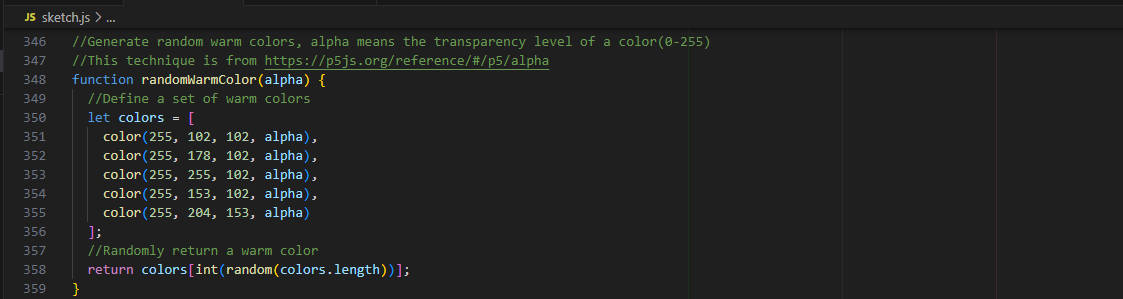 JS sketch.js > ...
346 //Generate random warm colors, alpha means the transparency level of a color(0-255)
347 //This technique is from https://p5js.org/reference/#/p5/alpha
348 function randomWarmColor(alpha) {
349   //Define a set of warm colors
350   let colors = [
351     color(255, 102, 102, alpha),
352     color(255, 178, 102, alpha),
353     color(255, 255, 102, alpha),
354     color(255, 153, 102, alpha),
355     color(255, 204, 153, alpha)
356   ];
357   //Randomly return a warm color
358   return colors[int(random(colors.length))];
359 }